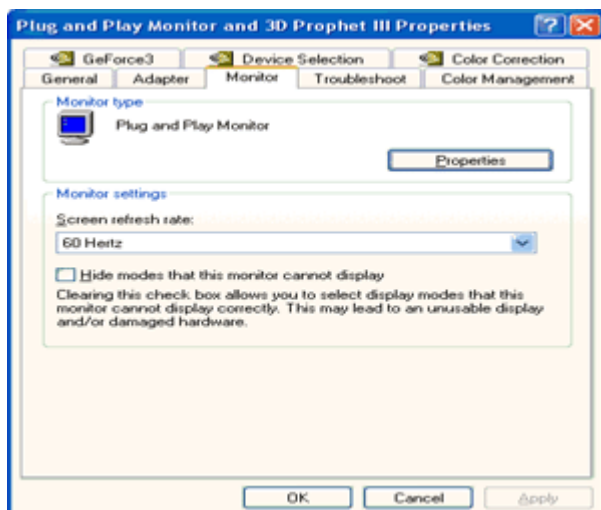 Plug and Play Monitor and 3D Prophet III Properties
GeForce3 Device Selection Color Correction
General Adapter Monitor Troubleshoot Color Management
Monitor type
Plug and Play Monitor
Properties
Monitor settings
Screen refresh rate:
60 Hertz
Hide modes that this monitor cannot display
Clearing this check box allows you to select display modes that this
monitor cannot display correctly. This may lead to an unusable display
and/or damaged hardware.
OK Cancel Apply